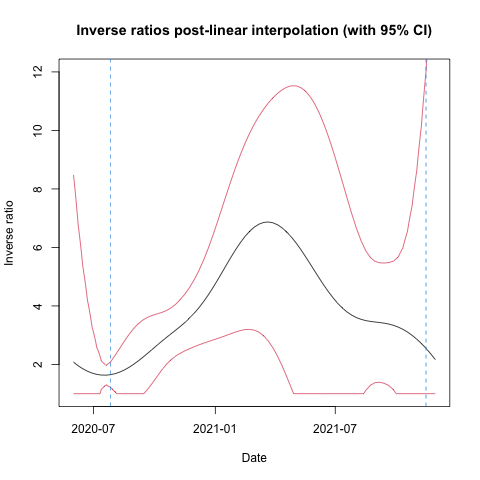 Inverse ratios post-linear interpolation (with 95% CI)
Inverse ratio
12
10
8
6
4
2
2020-07 2021-01 2021-07
Date